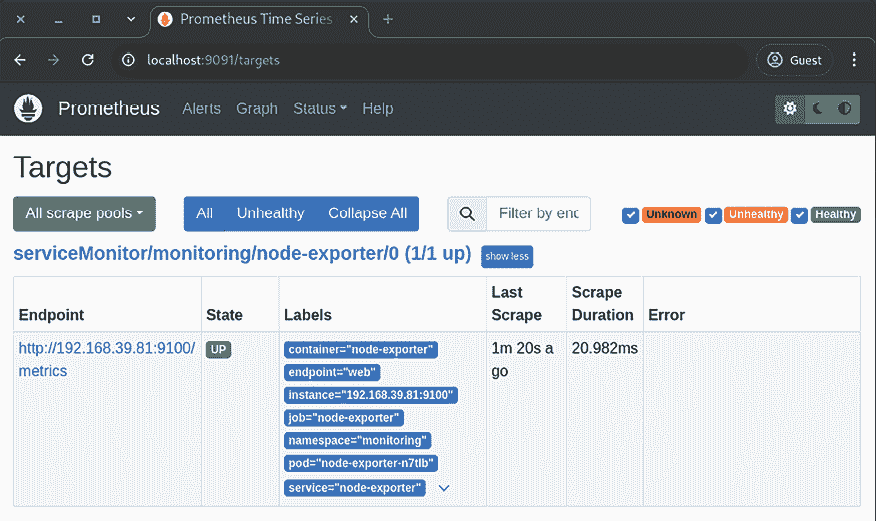 Prometheus Time Series
localhost:9091/targets
Guest
Prometheus Alerts Graph Status Help
Targets
All scrape pools All Unhealthy Collapse All Filter by enc Unknown Unhealthy Healthy
serviceMonitor/monitoring/node-exporter/0 (1/1 up) show less
Endpoint State Labels Last Scrape Scrape Duration Error
http://192.168.39.81:9100/
metrics
UP
container="node-exporter"
endpoint="web"
instance="192.168.39.81:9100"
job="node-exporter"
namespace="monitoring"
pod="node-exporter-n7tlb"
service="node-exporter"
1m 20s a
go
20.982ms